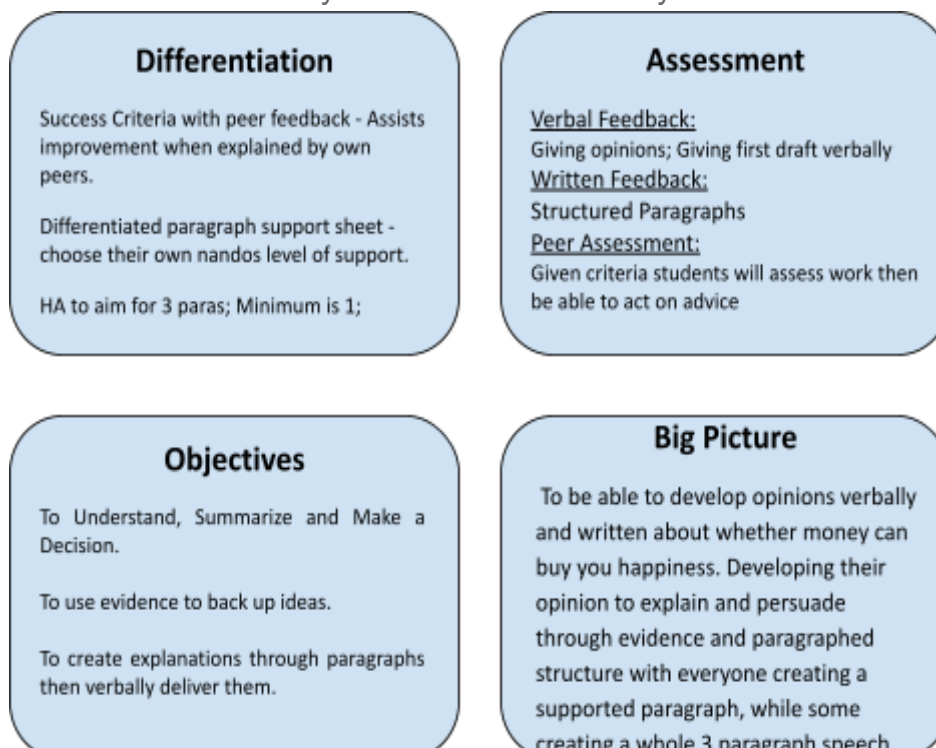 Differentiation
Success Criteria with peer feedback - Assists
improvement when explained by own
peers.
Differentiated paragraph support sheet -
choose their own nandos level of support.
HA to aim for 3 paras; Minimum is 1;
Assessment
Verbal Feedback:
Giving opinions; Giving first draft verbally
Written Feedback:
Structured Paragraphs
Peer Assessment:
Given criteria students will assess work then
be able to act on advice
Objectives
To Understand, Summarize and Make a
Decision.
To use evidence to back up ideas.
To create explanations through paragraphs
then verbally deliver them.
Big Picture
To be able to develop opinions verbally
and written about whether money can
buy you happiness. Developing their
opinion to explain and persuade
through evidence and paragraphed
structure with everyone creating a
supported paragraph, while some
creating a whole 3 paragraph speech